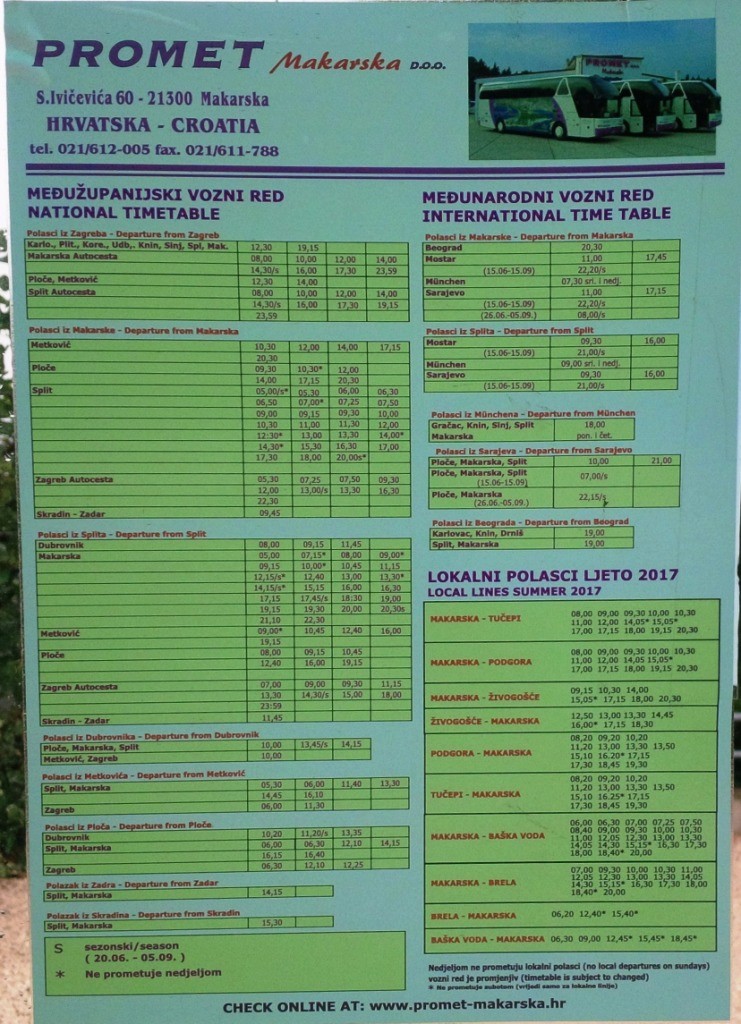 PROMET Makarska D.O.O.
PROMET
S.Ivičevića 60 - 21300 Makarska
HRVATSKA - CROATIA
tel. 021/612-005 fax. 021/611-788
MEĐUŽUPANIJSKI VOZNI RED
NATIONAL TIMETABLE
Polasci iz Zagreba - Departure from Zagreb
Karlo., Plit., Kore., Udb,. Knin, Sinj, Spl, Mak. 12,30 19,15
Makarska Autocesta 08,00 10,00 12,00 14,00
14,30/s 16,00 17,30 23,59
Ploče, Metković 12,30 14,00
Split Autocesta 08,00 10,00 12,00 14,00
14,30/s 16,00 17,30 19,15
23,59
Polasci iz Makarske - Departure from Makarska
Metković 10,30 12,00 14,00 17,15
20,30
Ploče 09,30 10,30* 12,00
14,00 17,15 20,30
Split 05,00/s* 05,30 06,00 06,30
06,50 07,00* 07,25 07,50
09,00 09,15 09,30 10,00
10,30 11,00 11,30 12,00
12:30* 13,00 13,30 14,00*
14,30* 15,30 16,30 17,00
17,30 18,00 20,00s*
Zagreb Autocesta 05,30 07,25 07,50 09,30
12,00 13,00/s 13,30 16,30
22,30
Skradin - Zadar 09,45
Polasci iz Splita - Departure from Split
Dubrovnik 08,00 09,15 11,45
Makarska 05,00 07,15* 08,00 09,00*
09,15 10,00* 10,45 11,15
12,15/s* 12,40 13,00 13,30*
14,15/s* 15,15 16,00 16,30
17,15 17,45/s 18:30 19,00
19,15 19,30 20,00 20,30s
21,10 22,30
Metković 09,00* 10,45 12,40 16,00
19,15
Ploče 08,00 09,15 10,45
12,40 16,00 19,15
Zagreb Autocesta 07,00 09,00 09,30 11,15
13,30 14,30/s 15,00 18,00
23:59
Skradin - Zadar 11,45
Polasci iz Dubrovnika - Departure from Dubrovnik
Ploče, Makarska, Split 10,00 13,45/s 14,15
Metković, Zagreb 10,00
Polasci iz Metkovića - Departure from Metković
Split, Makarska 05,30 06,00 11,40 13,30
14,45 16,10
Zagreb 06,00 11,30
Polasci iz Ploča - Departure from Ploče
Dubrovnik 10,20 11,20/s 13,35
Split, Makarska 06,00 06,30 12,10 14,15
16,15 16,40
Zagreb 06,30 12,10 12,25
Polazak iz Zadra - Departure from Zadar
Split, Makarska 14,15
Polazak iz Skradina - Departure from Skradin
Split, Makarska 15,30
S sezonski/season
( 20.06. - 05.09. )
* Ne prometuje nedjeljom
MEĐUNARODNI VOZNI RED
INTERNATIONAL TIME TABLE
Polasci iz Makarske - Departure from Makarska
Beograd 20,30
Mostar 11,00 17,45
(15.06-15.09) 22,20/s
München 07,30 sri. i nedj.
Sarajevo 11,00 17,15
(15.06-15.09) 22,20/s
(26.06.-05.09.) 08,00/s
Polasci iz Splita - Departure from Split
Mostar 09,30 16,00
(15.06-15.09) 21,00/s
München 09,00 sri. i nedj.
Sarajevo 09,30 16,00
(15.06-15.09) 21,00/s
Polasci iz Münchena - Departure from München
Gračac, Knin, Sinj, Split 18,00
Makarska pon. i čet.
Polasci iz Sarajeva - Departure from Sarajevo
Ploče, Makarska, Split 10,00 21,00
Ploče, Makarska, Split 07,00/s
(15.06-15.09)
Ploče, Makarska 22,15/s
(26.06.-05.09.)
Polasci iz Beograda - Departure from Beograd
Karlovac, Knin, Drniš 19,00
Split, Makarska 19,00
LOKALNI POLASCI LJETO 2017
LOCAL LINES SUMMER 2017
MAKARSKA - TUČEPI 08,00 09,00 09,30 10,00 10,30
11,00 12,00 14,05* 15,05*
17,00 17,15 18,00 19,15 20,30
MAKARSKA - PODGORA 08,00 09,00 09,30 10,00 10,30
11,00 12,00 14,05 15,05*
17,00 17,15 18,00 19,15 20,30
MAKARSKA - ŽIVOGOŠĆE 09,15 10,30 14,00
15,05* 17,15 18,00 20,30
ŽIVOGOŠĆE - MAKARSKA 12,50 13,00 13,30 14,45
16,00* 17,15 18,30
PODGORA - MAKARSKA 08,20 09,20 10,20
11,20 13,00 13,30 13,50
15,10 16.20* 17,15
17,30 18,45 19,30
TUČEPI - MAKARSKA 08,20 09,20 10,20
11,20 13,00 13,30 13,50
15,10 16.25* 17,15
17,30 18,45 19,30
MAKARSKA - BAŠKA VODA 06,00 06,30 07,00 07,25 07,50
08,40 09,00 09,30 10,00 10,30
11,00 12,05 12,30 13,00 13,30
14,05 14,30 15,15* 16,30 17,30
18,00 18,40* 20,00
MAKARSKA - BRELA 07,00 09,30 10,00 10,30 11,00
12,05 12,30 13,00 13,30 14,05
14,30 15,15* 16,30 17,30 18,00
18,40* 20,00
BRELA - MAKARSKA 06,20 12,40* 15,40*
BAŠKA VODA - MAKARSKA 06,30 09,00 12,45* 15,45* 18,45*
Nedjeljom ne prometuju lokalni polasci (no local departures on sundays)
vozni red je promjenjiv (timetable is subject to changed)
* Ne prometuje subotom (vrijedi samo za lokalne linije)
CHECK ONLINE AT: www.promet-makarska.hr